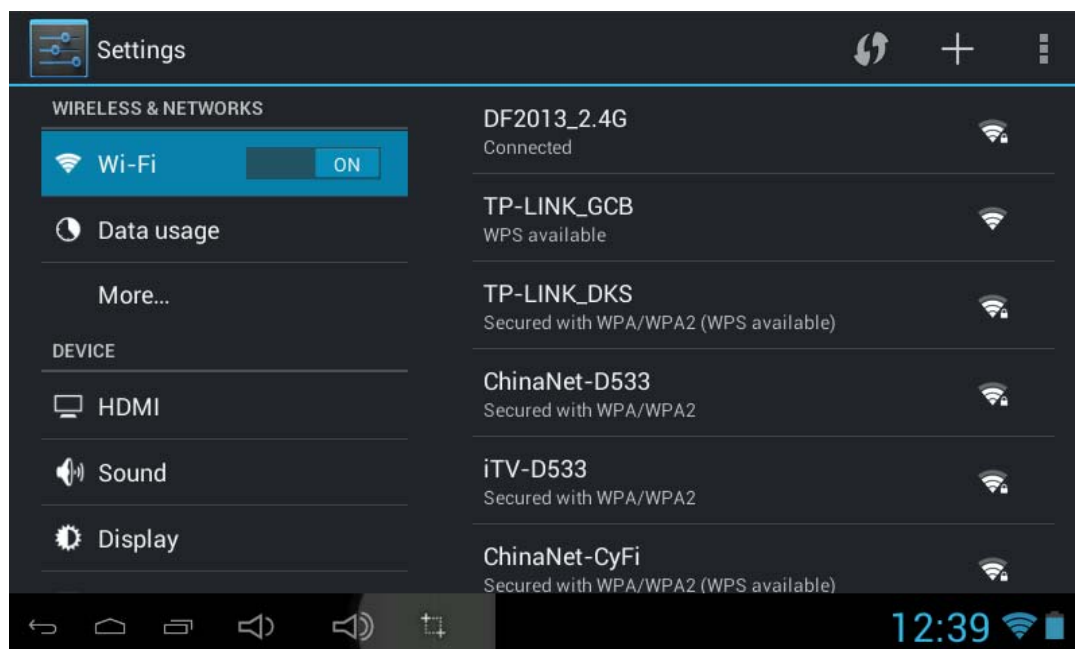 Settings
WIRELESS & NETWORKS
Wi-Fi
ON
Data usage
More...
DEVICE
HDMI
Sound
Display
DF2013_2.4G
Connected
TP-LINK_GCB
WPS available
TP-LINK_DKS
Secured with WPA/WPA2 (WPS available)
ChinaNet-D533
Secured with WPA/WPA2
iTV-D533
Secured with WPA/WPA2
ChinaNet-CyFi
Secured with WPA/WPA2 (WPS available)
12:39